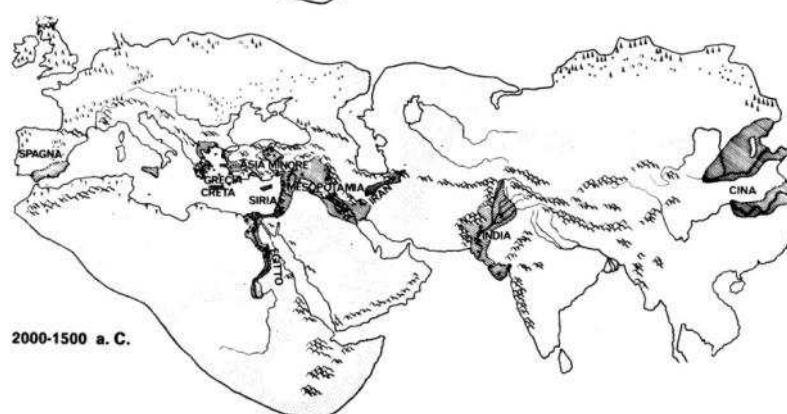 SPAGNA
GRECIA
CRETA
ASIA MINORE
SIRIA
MESOPOTAMIA
IRAN
EGITTO
INDIA
CINA
2000-1500 a. C.